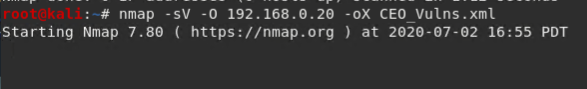 root@kali:~# nmap -sV -O 192.168.0.20 -oX CEO_Vulns.xml
Starting Nmap 7.80 ( https://nmap.org ) at 2020-07-02 16:55 PDT